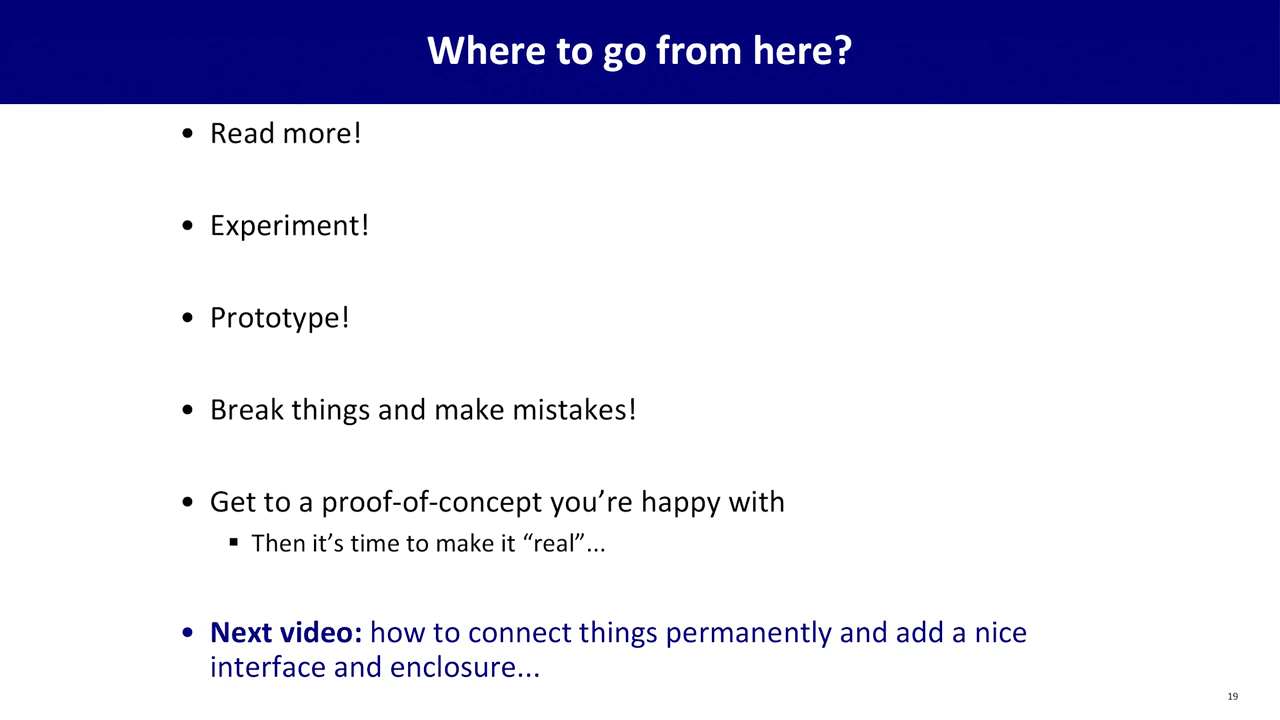 Where to go from here?
• Read more!
• Experiment!
• Prototype!
• Break things and make mistakes!
• Get to a proof-of-concept you’re happy with
▪ Then it’s time to make it “real”...
• Next video: how to connect things permanently and add a nice
interface and enclosure...
19